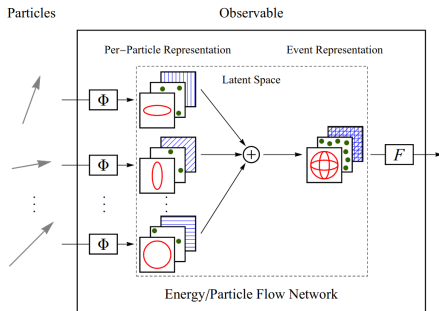 Particles
Observable
Per-Particle Representation
Event Representation
Latent Space
Φ
Φ
Φ
F
Energy/Particle Flow Network